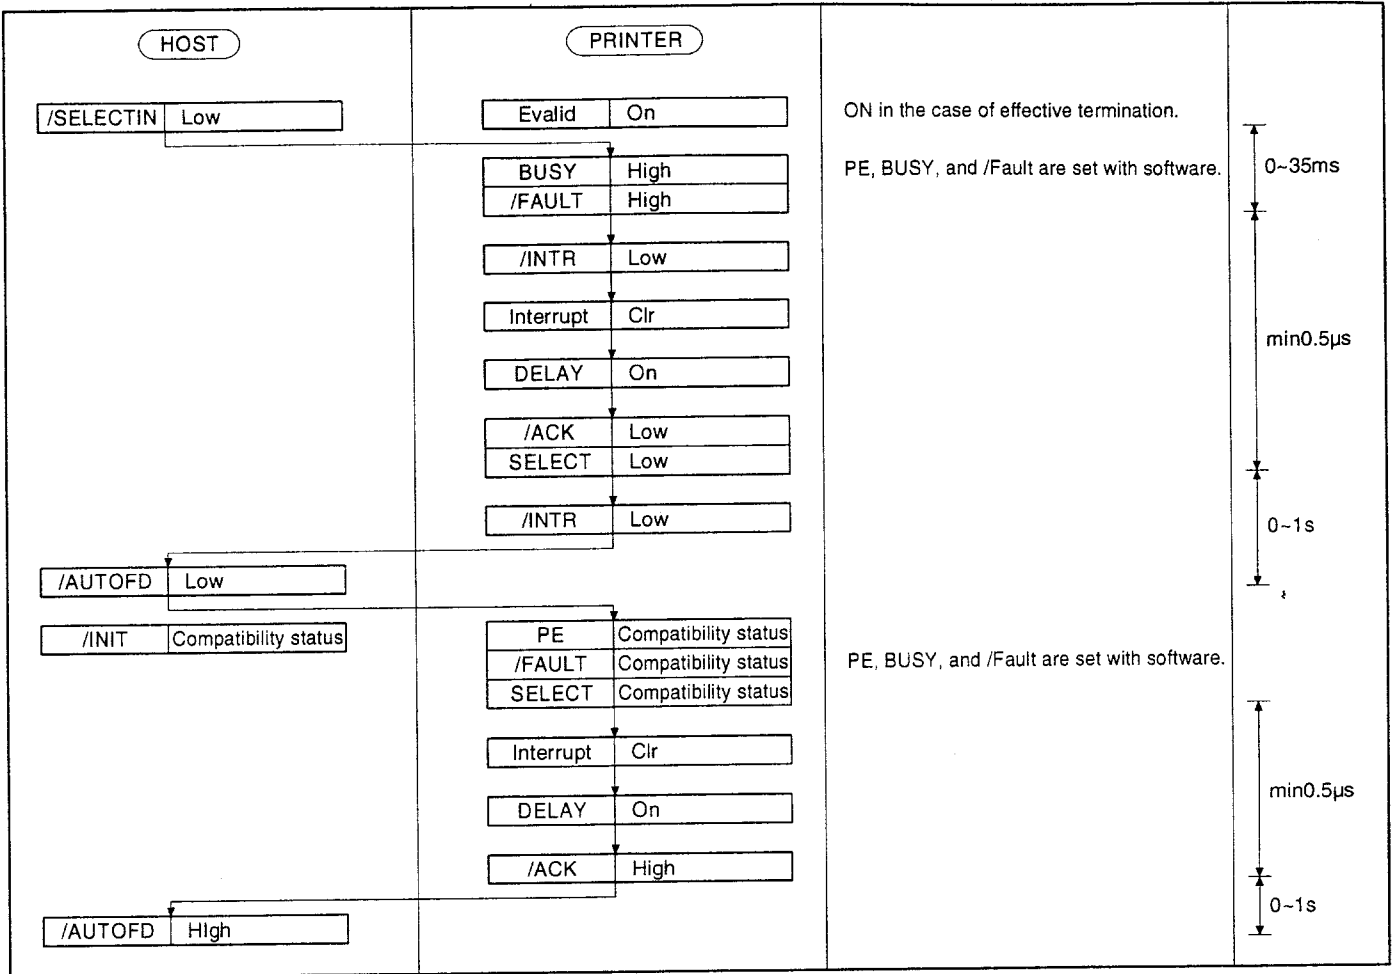 HOST
PRINTER
/SELECTIN Low
Evalid On
ON in the case of effective termination.
BUSY High
/FAULT High
PE, BUSY, and /Fault are set with software.
0~35ms
/INTR Low
Interrupt Clr
min0.5µs
DELAY On
/ACK Low
SELECT Low
/INTR Low
0~1s
/AUTOFD Low
/INIT Compatibility status
PE Compatibility status
/FAULT Compatibility status
SELECT Compatibility status
PE, BUSY, and /Fault are set with software.
Interrupt Clr
DELAY On
min0.5µs
/ACK High
0~1s
/AUTOFD High